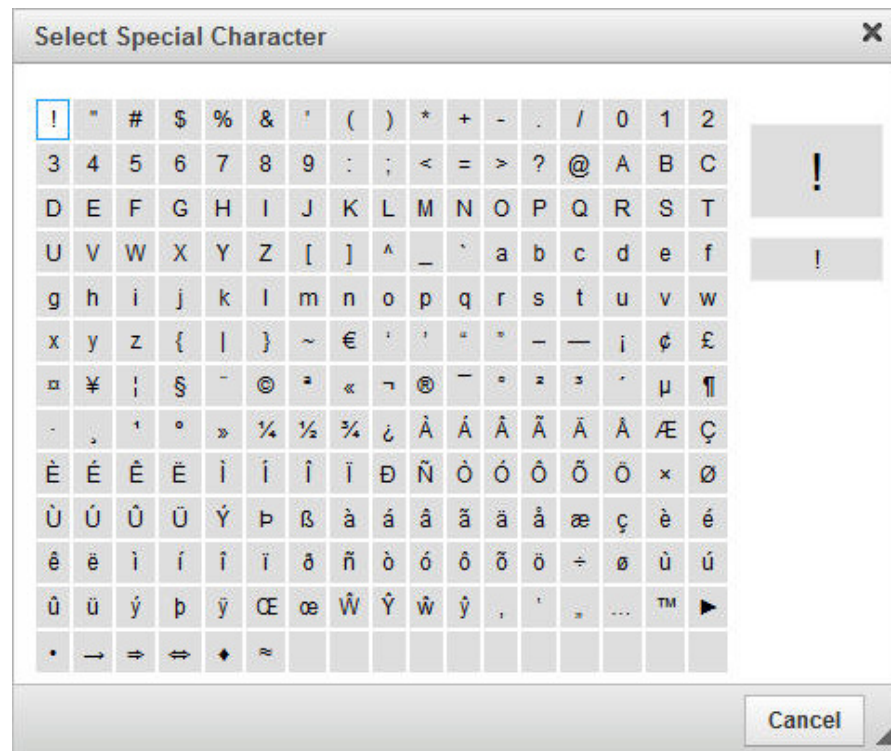 Select Special Character ×
! " # $ % & ' ( ) * + - . / 0 1 2
3 4 5 6 7 8 9 : ; < = > ? @ A B C
!
D E F G H I J K L M N O P Q R S T
U V W X Y Z [ ] ^ _ ` a b c d e f
!
g h i j k l m n o p q r s t u v w
x y z { | } ~ € ‘ ’ “ ” – — ¡ ¢ £
¤ ¥ ¦ § ¨ © ª « ¬ ® ¯ ° ² ³ ´ µ ¶
· ¸ ¹ º » ¼ ½ ¾ ¿ À Á Â Ã Ä Å Æ Ç
È É Ê Ë Ì Í Î Ï Ð Ñ Ò Ó Ô Õ Ö × Ø
Ù Ú Û Ü Ý Þ ß à á â ã ä å æ ç è é
ê ë ì í î ï ð ñ ò ó ô õ ö ÷ ø ù ú
û ü ý þ ÿ Œ œ Ŵ Ŷ ŵ ŷ ‚ ‛ „ … ™ ►
• → ⇒ ⇔ ♦ ≈
Cancel